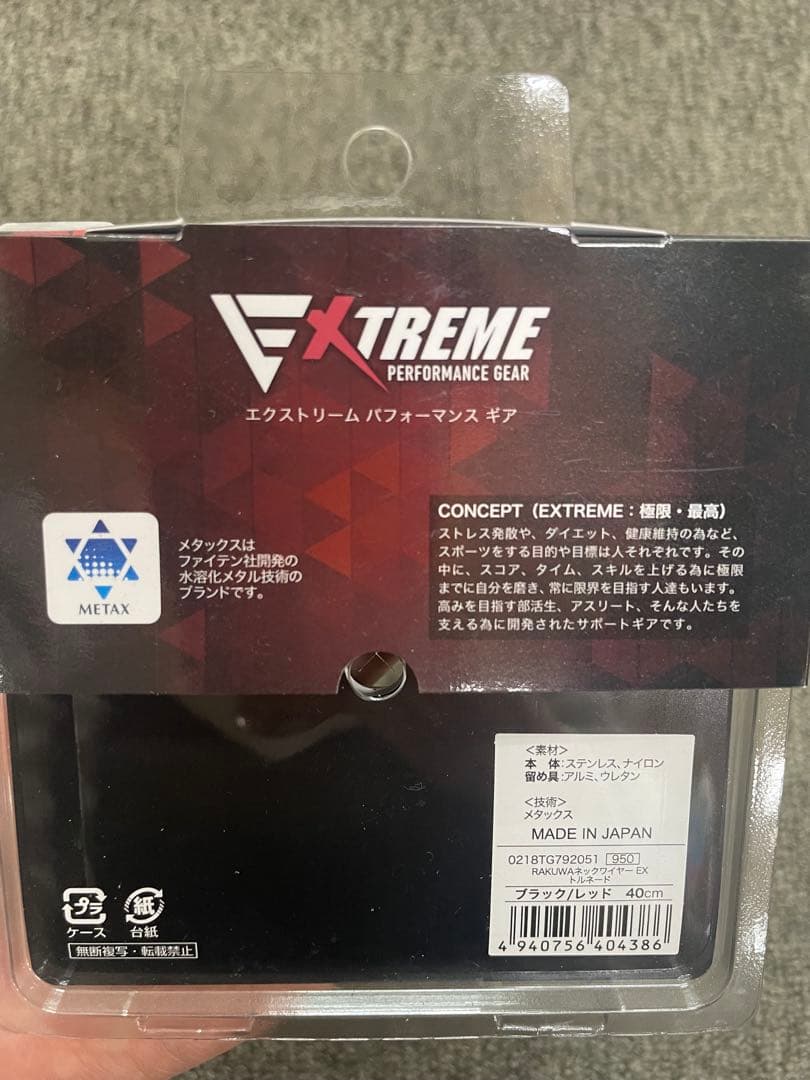 EXTREME
PERFORMANCE GEAR
エクストリーム パフォーマンス ギア
METAX
メタックスは
ファイテン社開発の
水溶化メタル技術の
ブランドです。
CONCEPT（EXTREME：極限・最高）
ストレス発散や、ダイエット、健康維持の為など、
スポーツをする目的や目標は人それぞれです。その
中に、スコア、タイム、スキルを上げる為に極限
までに自分を磨き、常に限界を目指す人達もいます。
高みを目指す部活生、アスリート、そんな人たちを
支える為に開発されたサポートギアです。
＜素材＞
本 体：ステンレス、ナイロン
留め具：アルミ、ウレタン
＜技術＞
メタックス
MADE IN JAPAN
0218TG792051 950
RAKUWAネックワイヤー EX
トルネード
ブラック/レッド 40cm
4 940756 404386
プラ
ケース
紙
台紙
無断複写・転載禁止